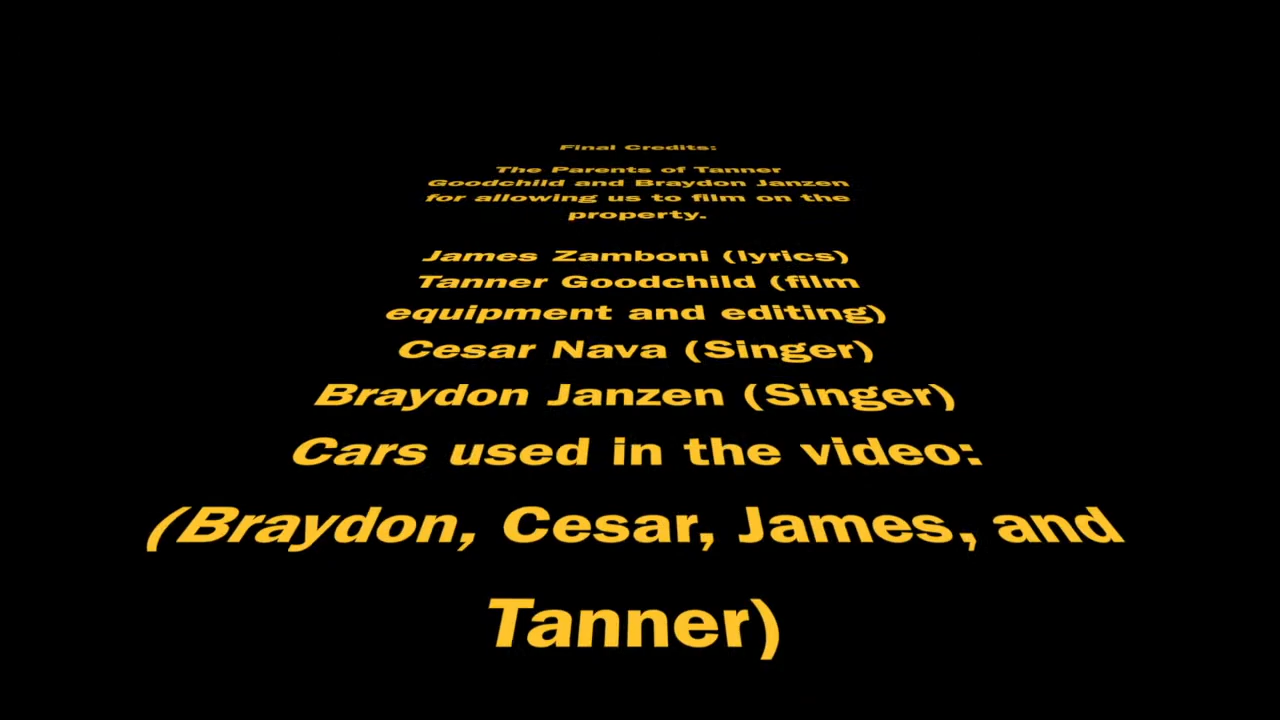 Final Credits:
The Parents of Tanner
Goodchild and Braydon Janzen
for allowing us to film on the
property.
James Zamboni (lyrics)
Tanner Goodchild (film
equipment and editing)
Cesar Nava (Singer)
Braydon Janzen (Singer)
Cars used in the video:
(Braydon, Cesar, James, and
Tanner)